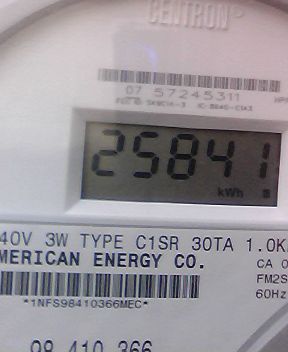 CENTRON®
07 57245311
25841
kWh
40V 3W TYPE C1SR 30TA 1.0K
MERICAN ENERGY CO.
CA 0
FM2S
60Hz
*1NFS98410366MEC*
98 410 366